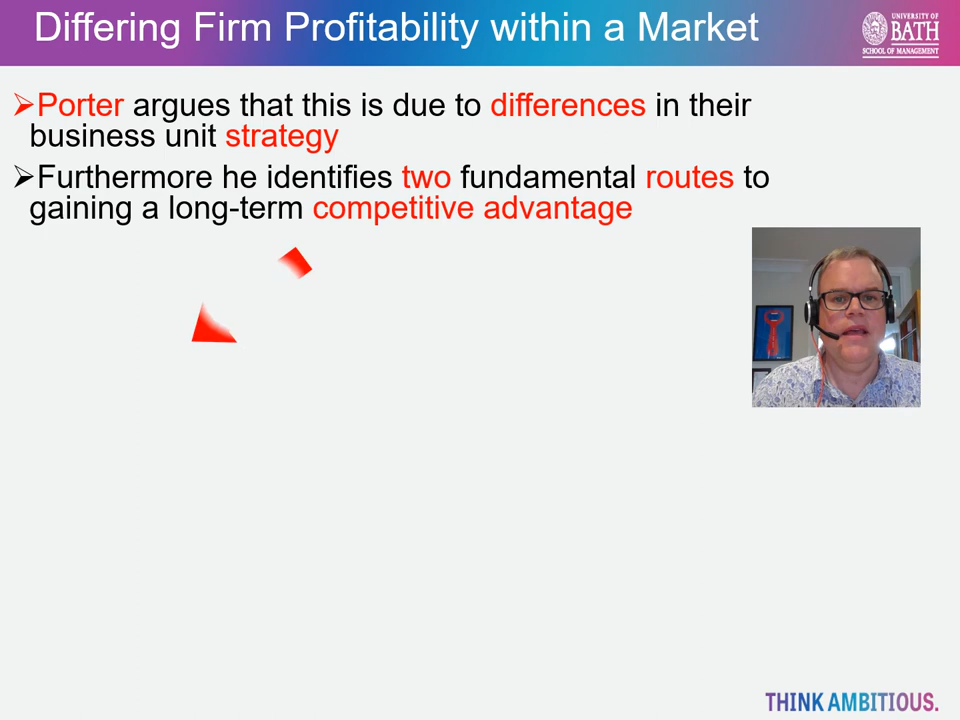 Differing Firm Profitability within a Market
UNIVERSITY OF
BATH
SCHOOL OF MANAGEMENT
➢Porter argues that this is due to differences in their
business unit strategy
➢Furthermore he identifies two fundamental routes to
gaining a long-term competitive advantage
THINK AMBITIOUS.